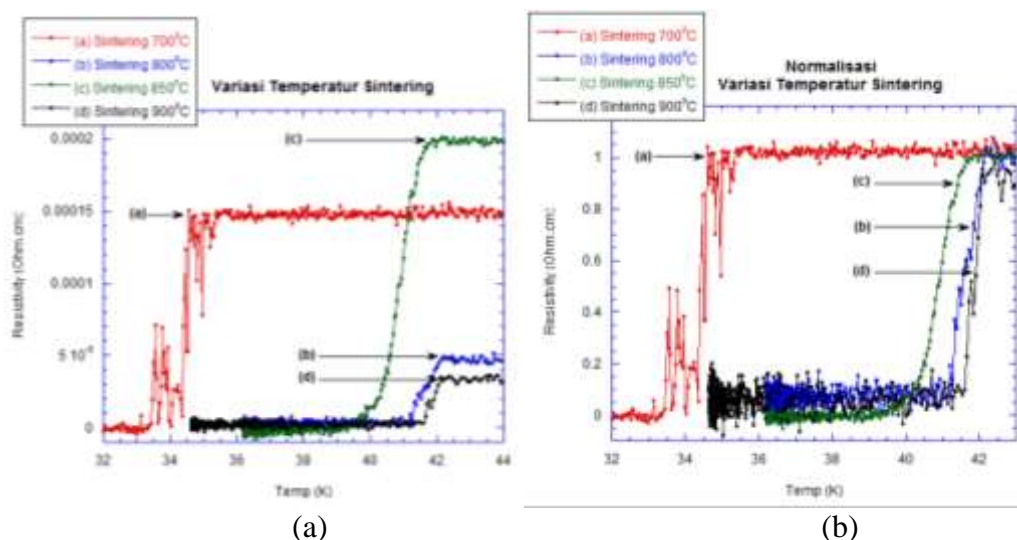 (a) Sintering 700°C
(b) Sintering 800°C
(c) Sintering 850°C
(d) Sintering 900°C
Variasi Temperatur Sintering
0.0002
0.00015
0.0001
5 10⁻⁵
0
Resistivity (Ohm.cm)
(c)
(a)
(b)
(d)
32 34 36 38 40 42 44
Temp (K)
(a)
(a) Sintering 700°C
(b) Sintering 800°C
(c) Sintering 850°C
(d) Sintering 900°C
Normalisasi
Variasi Temperatur Sintering
1
0.8
0.6
0.4
0.2
0
Resistivity (Ohm.cm)
(a)
(c)
(b)
(d)
32 34 36 38 40 42
Temp (K)
(b)